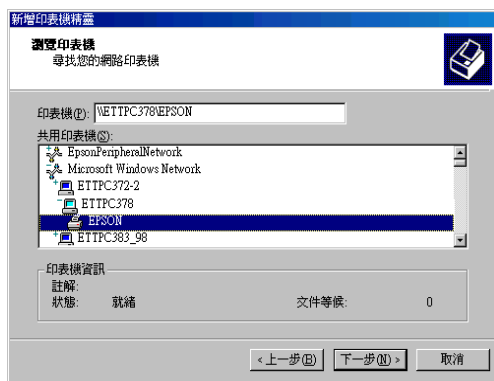 新增印表機精靈
瀏覽印表機
尋找您的網路印表機
印表機(P): \\ETTPC378\EPSON
共用印表機(S):
EpsonPeripheralNetwork
Microsoft Windows Network
ETTPC372-2
ETTPC378
EPSON
ETTPC383_98
印表機資訊
註解:
狀態: 就緒 文件等候: 0
<上一步(B) 下一步(N)> 取消